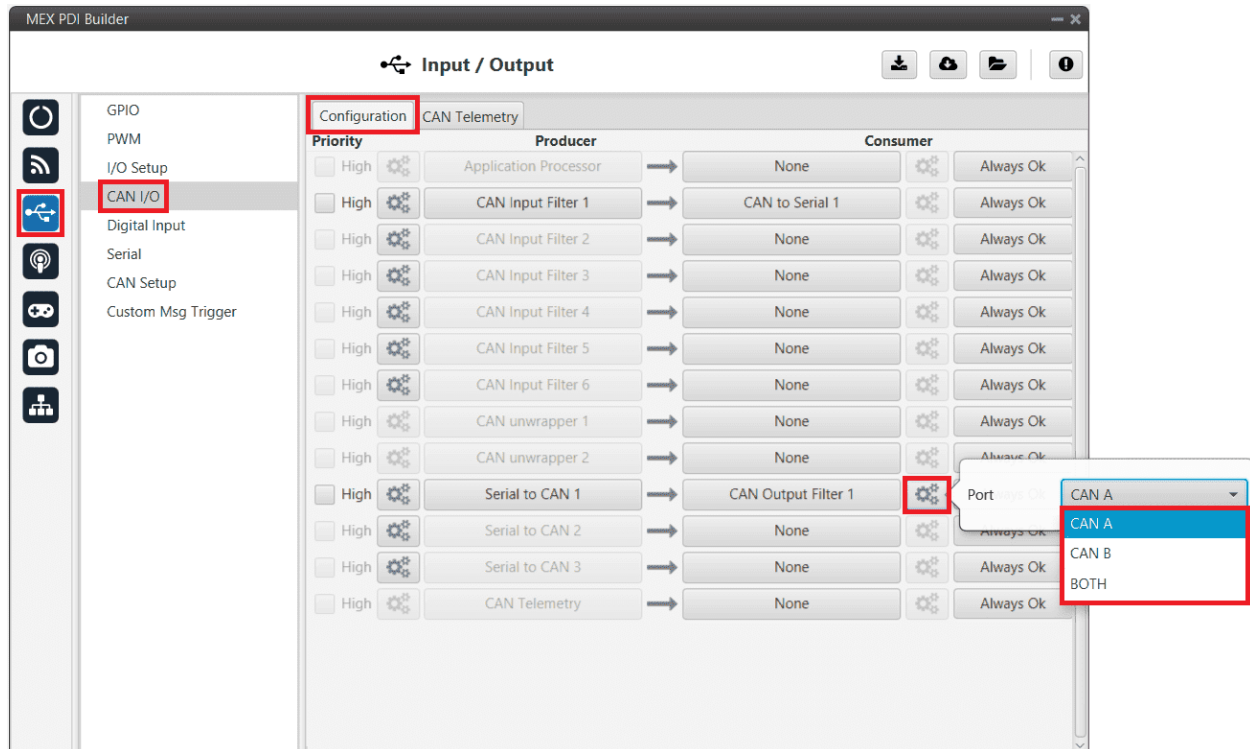 MEX PDI Builder
Input / Output
GPIO
PWM
I/O Setup
CAN I/O
Digital Input
Serial
CAN Setup
Custom Msg Trigger
Configuration CAN Telemetry
Priority Producer Consumer
High Application Processor None Always Ok
High CAN Input Filter 1 CAN to Serial 1 Always Ok
High CAN Input Filter 2 None Always Ok
High CAN Input Filter 3 None Always Ok
High CAN Input Filter 4 None Always Ok
High CAN Input Filter 5 None Always Ok
High CAN Input Filter 6 None Always Ok
High CAN unwrapper 1 None Always Ok
High CAN unwrapper 2 None Always Ok
High Serial to CAN 1 CAN Output Filter 1 Port CAN A
High Serial to CAN 2 None Always Ok
High Serial to CAN 3 None Always Ok
High CAN Telemetry None Always Ok
CAN A
CAN B
BOTH